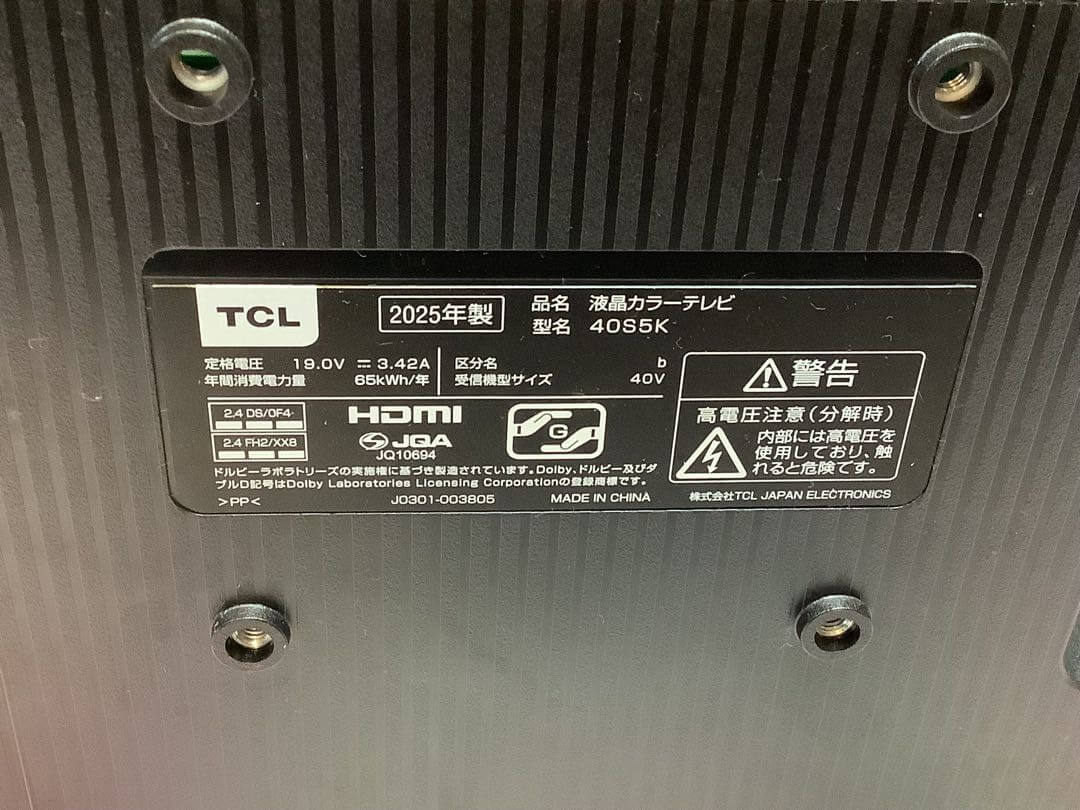 TCL
2025年製
品名 液晶カラーテレビ
型名 40S5K
定格電圧 19.0V ⎓ 3.42A
年間消費電力量 65kWh/年
区分名 b
受信機型サイズ 40V
2.4 DS/OF4
2.4 FH2/XX8
HDMI
JQA
JQ10694
G
ドルビーラボラトリーズの実施権に基づき製造されています。Dolby、ドルビー及びダ
ブルD記号はDolby Laboratories Licensing Corporationの登録商標です。
>PP<
J0301-003805
MADE IN CHINA
警告
高電圧注意(分解時)
内部には高電圧を
使用しており、触
れると危険です。
株式会社TCL JAPAN ELECTRONICS